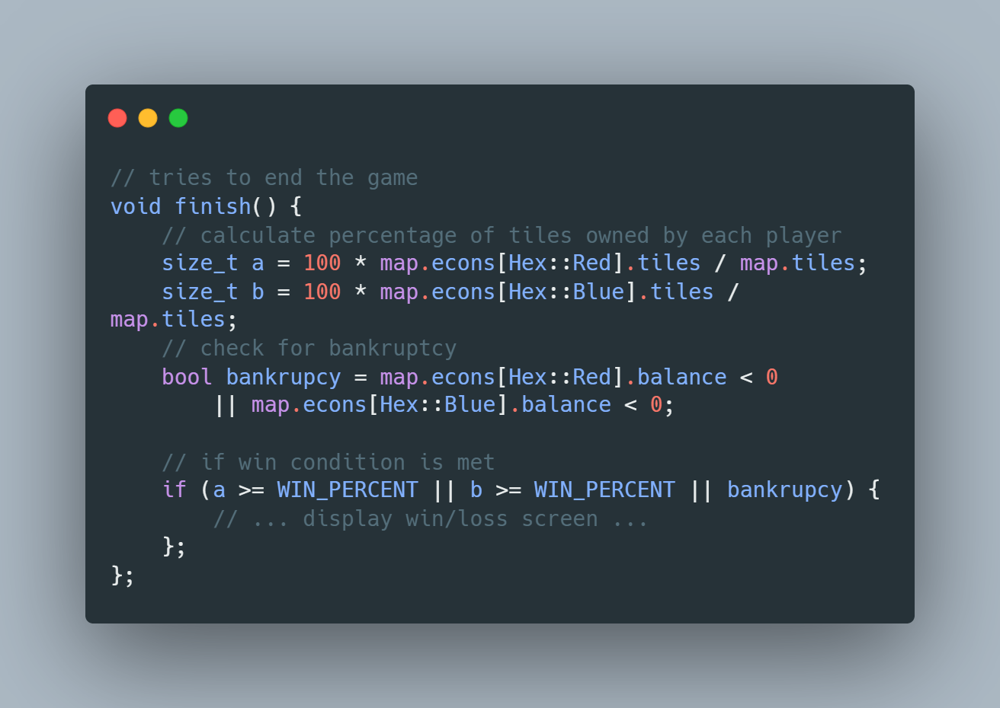 // tries to end the game
void finish() {
    // calculate percentage of tiles owned by each player
    size_t a = 100 * map.econs[Hex::Red].tiles / map.tiles;
    size_t b = 100 * map.econs[Hex::Blue].tiles /
map.tiles;
    // check for bankruptcy
    bool bankrupcy = map.econs[Hex::Red].balance < 0
        || map.econs[Hex::Blue].balance < 0;

    // if win condition is met
    if (a >= WIN_PERCENT || b >= WIN_PERCENT || bankrupcy) {
        // ... display win/loss screen ...
    };
};